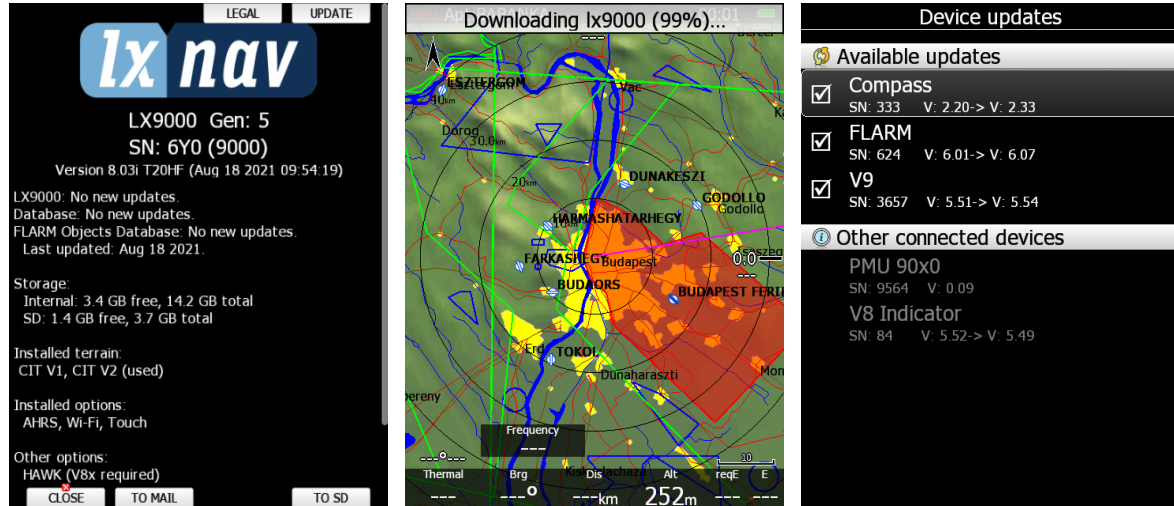 LEGAL UPDATE
lx nav
LX9000 Gen: 5
SN: 6Y0 (9000)
Version 8.03i T20HF (Aug 18 2021 09:54:19)
LX9000: No new updates.
Database: No new updates.
FLARM Objects Database: No new updates.
Last updated: Aug 18 2021.
Storage:
Internal: 3.4 GB free, 14.2 GB total
SD: 1.4 GB free, 3.7 GB total
Installed terrain:
CIT V1, CIT V2 (used)
Installed options:
AHRS, Wi-Fi, Touch
Other options:
HAWK (V8x required)
CLOSE TO MAIL TO SD
Downloading lx9000 (99%)...
ESZTERGOM
Esztergom
Vac
40km
Dorog
30.0km
20km
DUNAKESZI
GODOLLO
Godollo
HARMASHATARHEGY
10km
FARKASHEGY
Budapest
0.0
---
BUDAORS
BUDAPEST FERI
Erd
TOKOL
Dunaharaszti
Mon
Frequency
---
10
Thermal Brg Dis Alt reqE E
--- ---° ---km 252m --- ---
Device updates
Available updates
Compass
SN: 333 V: 2.20-> V: 2.33
FLARM
SN: 624 V: 6.01-> V: 6.07
V9
SN: 3657 V: 5.51-> V: 5.54
Other connected devices
PMU 90x0
SN: 9564 V: 0.09
V8 Indicator
SN: 84 V: 5.52-> V: 5.49